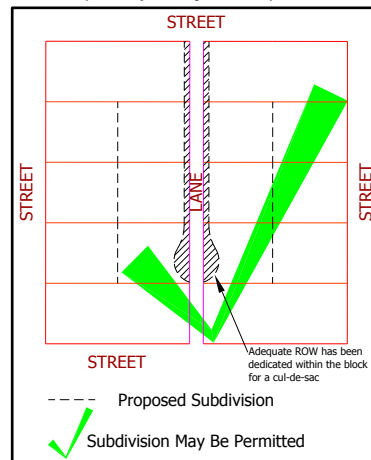 STREET
STREET
LANE
STREET
STREET
Adequate ROW has been
dedicated within the block
for a cul-de-sac
Proposed Subdivision
Subdivision May Be Permitted